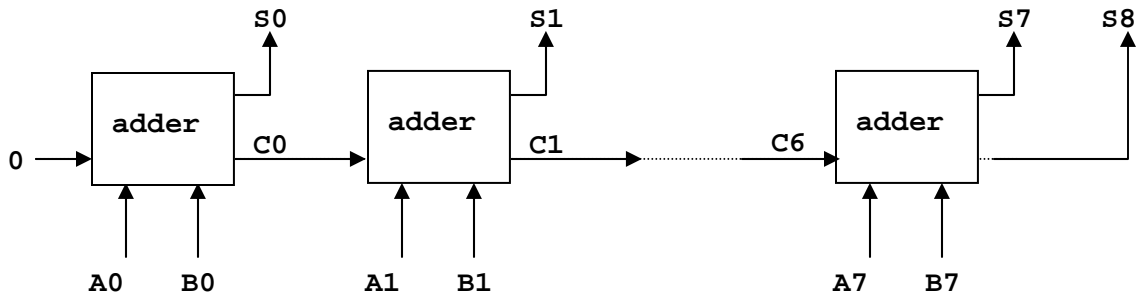 S0 S1 S7 S8
adder adder adder
0 C0 C1 C6
A0 B0 A1 B1 A7 B7